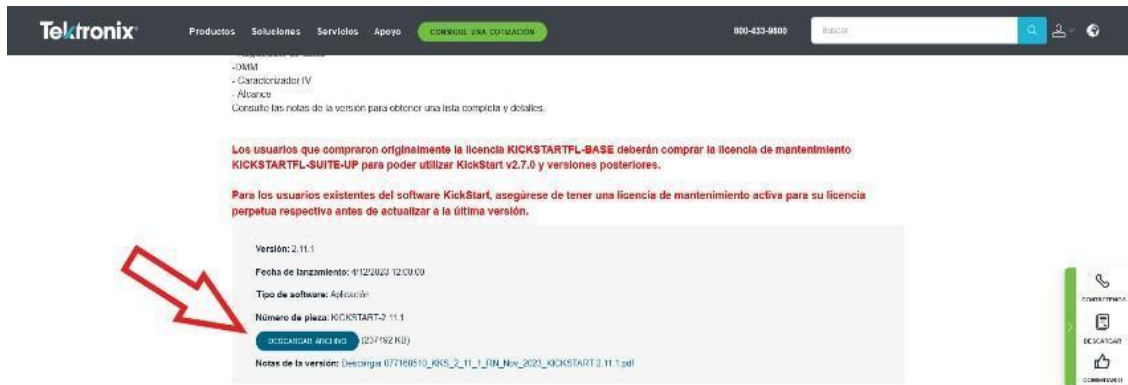 Tektronix
Productos Soluciones Servicios Apoyo CONSIGUE UNA COTIZACIÓN 800-433-9800 Buscar
-DMM
- Caracterizador IV
- Alcance
Consulte las notas de la versión para obtener una lista completa y detalles.
Los usuarios que compraron originalmente la licencia KICKSTARTFL-BASE deberán comprar la licencia de mantenimiento
KICKSTARTFL-SUITE-UP para poder utilizar KickStart v2.7.0 y versiones posteriores.
Para los usuarios existentes del software KickStart, asegúrese de tener una licencia de mantenimiento activa para su licencia
perpetua respectiva antes de actualizar a la última versión.
Versión: 2.11.1
Fecha de lanzamiento: 4/12/2023 12:00:00
Tipo de software: Aplicación
Número de pieza: KICKSTART-2.11.1
DESCARGAR ARCHIVO (237492 KB)
Notas de la versión: Descargar 077168510_KKS_2_11_1_RN_Nov_2023_KICKSTART-2.11.1.pdf
CONTÁCTENOS
DESCARGAR
COMENTARIO